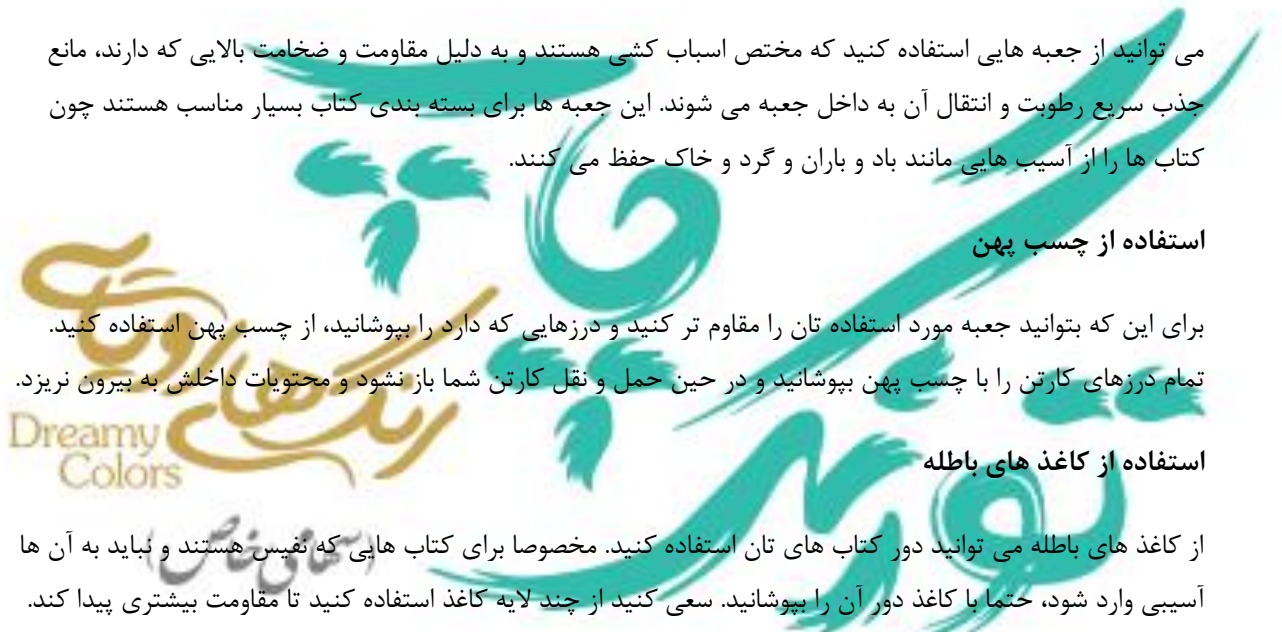 می توانید از جعبه هایی استفاده کنید که مختص اسباب کشی هستند و به دلیل مقاومت و ضخامت بالایی که دارند، مانع
جذب سریع رطوبت و انتقال آن به داخل جعبه می شوند. این جعبه ها برای بسته بندی کتاب بسیار مناسب هستند چون
کتاب ها را از آسیب هایی مانند باد و باران و گرد و خاک حفظ می کنند.
استفاده از چسب پهن
برای این که بتوانید جعبه مورد استفاده تان را مقاوم تر کنید و درزهایی که دارد را بپوشانید، از چسب پهن استفاده کنید.
تمام درزهای کارتن را با چسب پهن بپوشانید و در حین حمل و نقل کارتن شما باز نشود و محتویات داخلش به بیرون نریزد.
استفاده از کاغذ های باطله
از کاغذ های باطله می توانید دور کتاب های تان استفاده کنید. مخصوصا برای کتاب هایی که نفیس هستند و نباید به آن ها
آسیبی وارد شود، حتما با کاغذ دور آن را بپوشانید. سعی کنید از چند لایه کاغذ استفاده کنید تا مقاومت بیشتری پیدا کند.
رنگ های رویایی
Dreamy
Colors
(سهامی خاص)